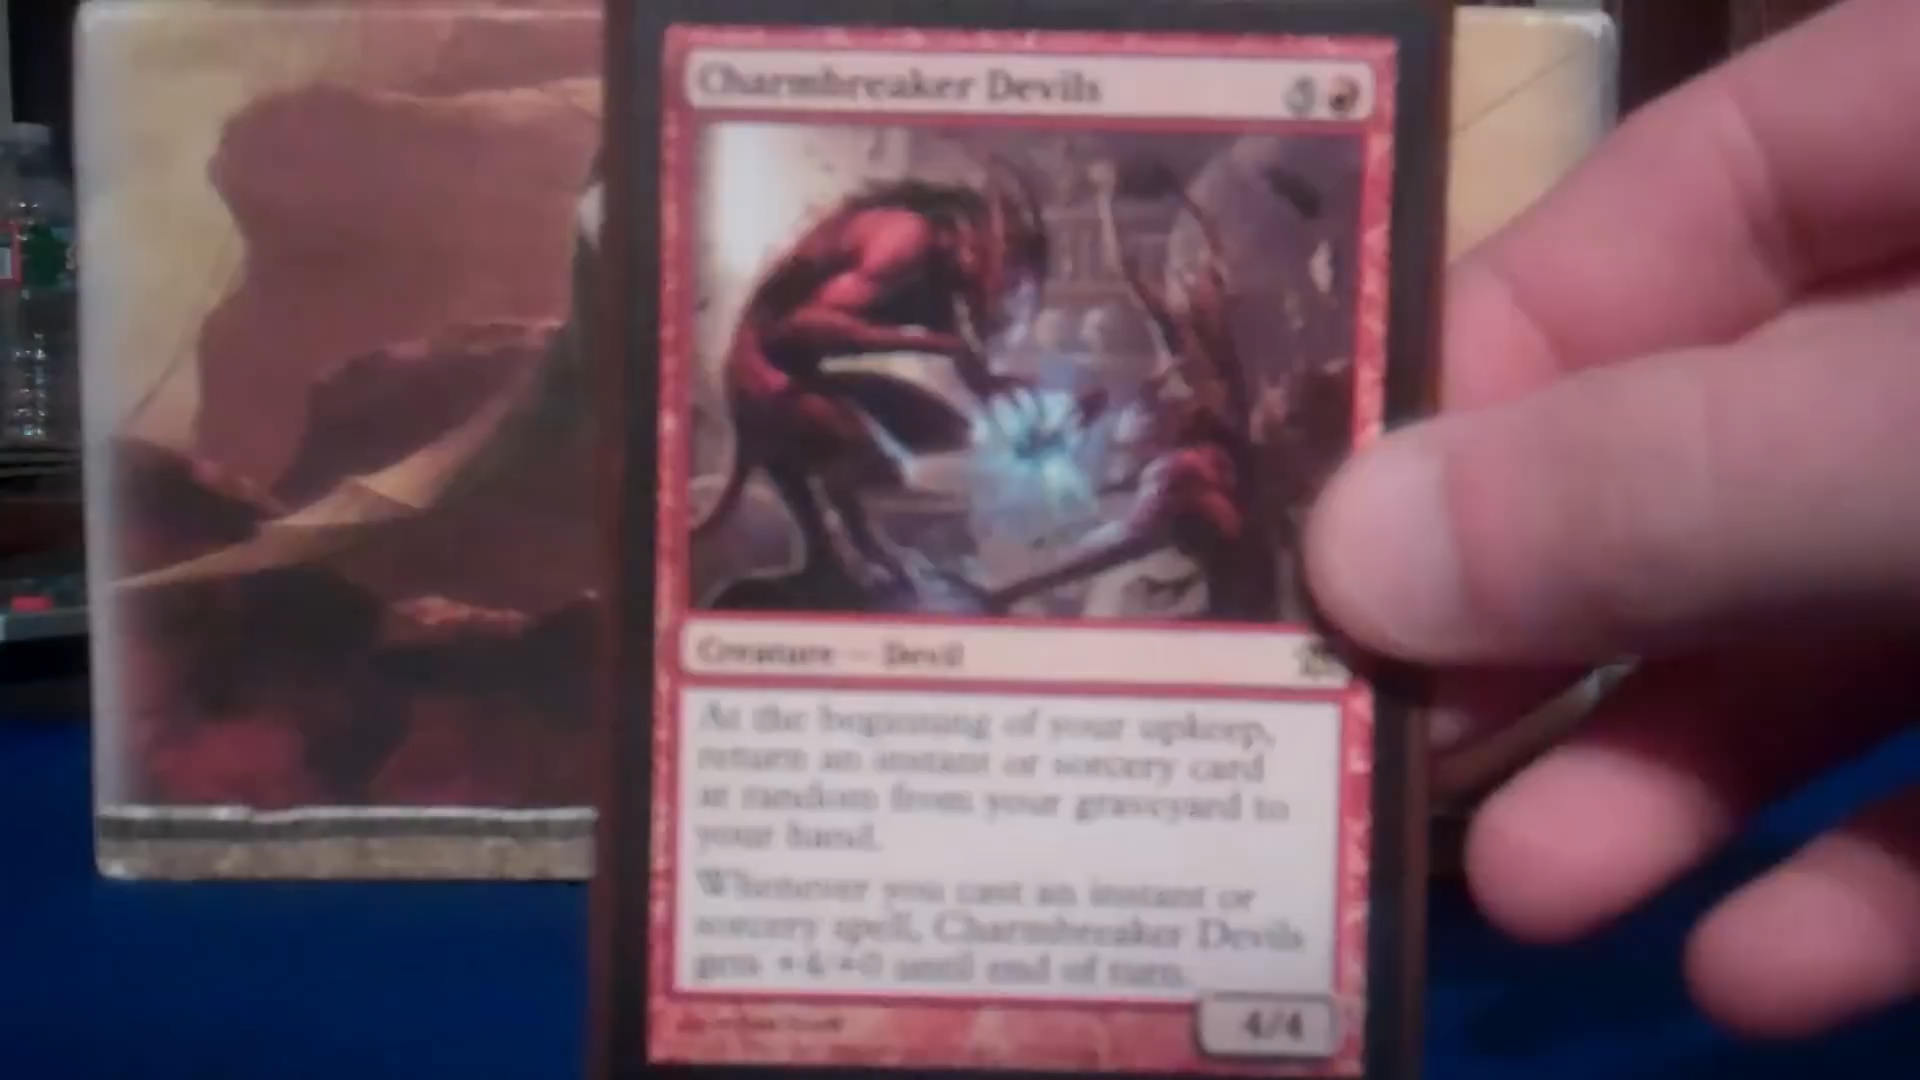 Charmbreaker Devils 5
Creature — Devil
At the beginning of your upkeep,
return an instant or sorcery card
at random from your graveyard to
your hand.
Whenever you cast an instant or
sorcery spell, Charmbreaker Devils
gets +4/+0 until end of turn.
4/4